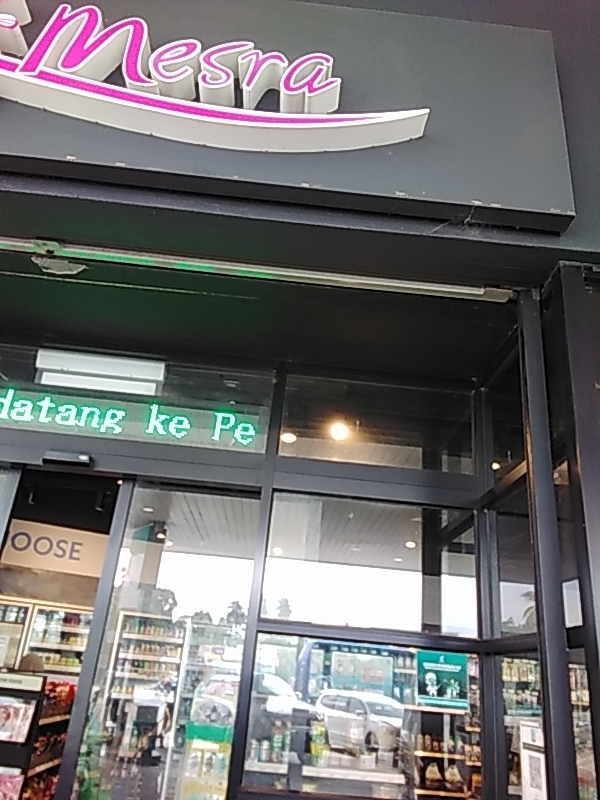 Mesra
datang ke Pe
OOSE